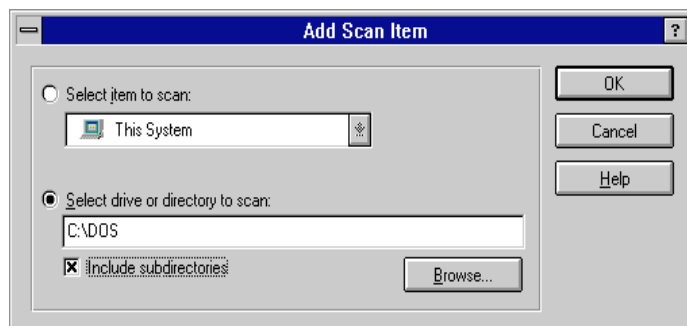 Add Scan Item
?
Select item to scan:
This System
Select drive or directory to scan:
C:\DOS
Include subdirectories
Browse...
OK
Cancel
Help